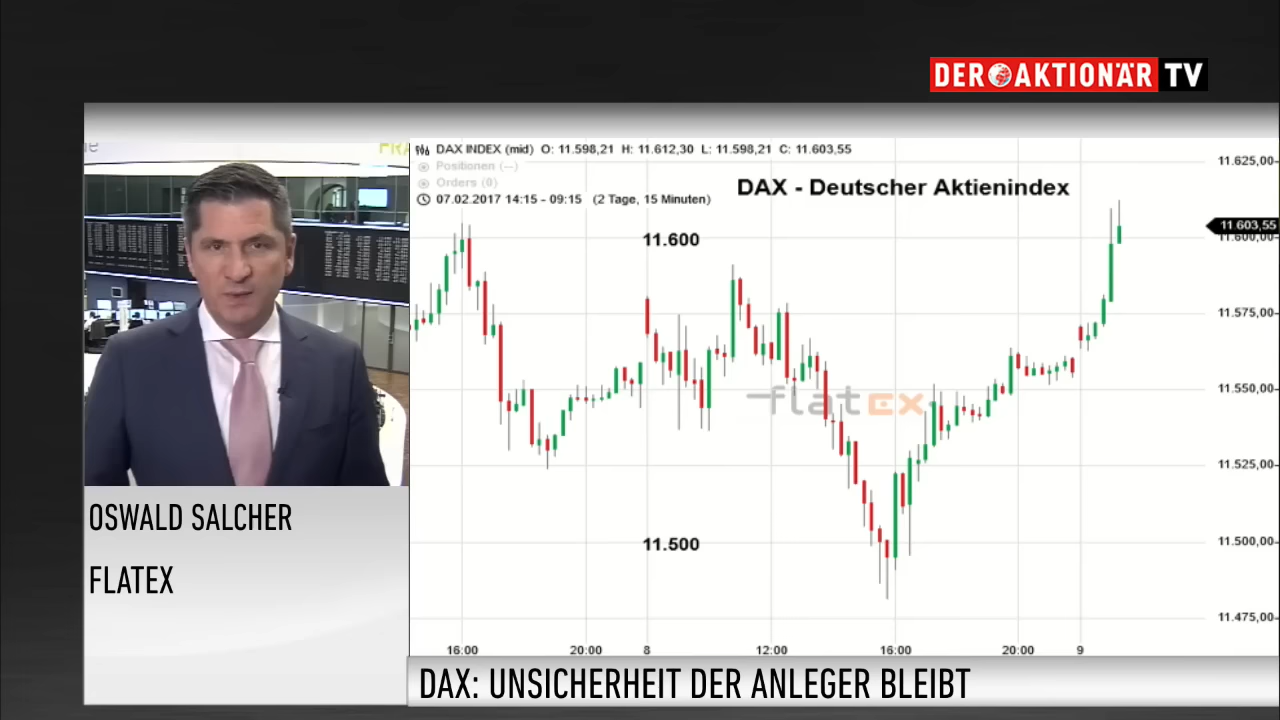 DER AKTIONÄR TV
DAX INDEX (mid) O: 11.598,21 H: 11.612,30 L: 11.598,21 C: 11.603,55
Positionen (--)
Orders (0)
07.02.2017 14:15 - 09:15 (2 Tage, 15 Minuten)
DAX - Deutscher Aktienindex
11.600
11.500
flatex
11.625,00
11.603,55
11.600,00
11.575,00
11.550,00
11.525,00
11.500,00
11.475,00
16:00 20:00 8 12:00 16:00 20:00 9
OSWALD SALCHER
FLATEX
DAX: UNSICHERHEIT DER ANLEGER BLEIBT